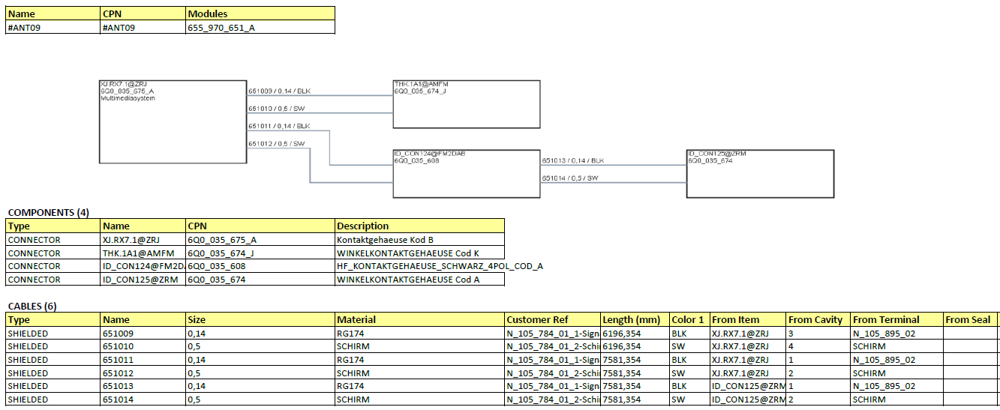 Name CPN Modules
#ANT09 #ANT09 655_970_651_A
XJ.RX7.1@ZRJ
6Q0_035_675_A
Multimediasystem
651009 / 0,14 / BLK
651010 / 0,5 / SW
651011 / 0,14 / BLK
651012 / 0,5 / SW
THK.1A1@AMFM
6Q0_035_674_J
ID_CON124@FM2DAB
6Q0_035_608
651013 / 0,14 / BLK
651014 / 0,5 / SW
ID_CON125@ZRM
6Q0_035_674
COMPONENTS (4)
Type Name CPN Description
CONNECTOR XJ.RX7.1@ZRJ 6Q0_035_675_A Kontaktgehaeuse Kod B
CONNECTOR THK.1A1@AMFM 6Q0_035_674_J WINKELKONTAKTGEHAEUSE Cod K
CONNECTOR ID_CON124@FM2DA 6Q0_035_608 HF_KONTAKTGEHAEUSE_SCHWARZ_4POL_COD_A
CONNECTOR ID_CON125@ZRM 6Q0_035_674 WINKELKONTAKTGEHAEUSE Cod A
CABLES (6)
Type Name Size Material Customer Ref Length (mm) Color 1 From Item From Cavity From Terminal From Seal
SHIELDED 651009 0,14 RG174 N_105_784_01_1-Signa 6196,354 BLK XJ.RX7.1@ZRJ 3 N_105_895_02
SHIELDED 651010 0,5 SCHIRM N_105_784_01_2-Schir 6196,354 SW XJ.RX7.1@ZRJ 4 SCHIRM
SHIELDED 651011 0,14 RG174 N_105_784_01_1-Signa 7581,354 BLK XJ.RX7.1@ZRJ 1 N_105_895_02
SHIELDED 651012 0,5 SCHIRM N_105_784_01_2-Schir 7581,354 SW XJ.RX7.1@ZRJ 2 SCHIRM
SHIELDED 651013 0,14 RG174 N_105_784_01_1-Signa 7581,354 BLK ID_CON125@ZRM 1 N_105_895_02
SHIELDED 651014 0,5 SCHIRM N_105_784_01_2-Schir 7581,354 SW ID_CON125@ZRM 2 SCHIRM